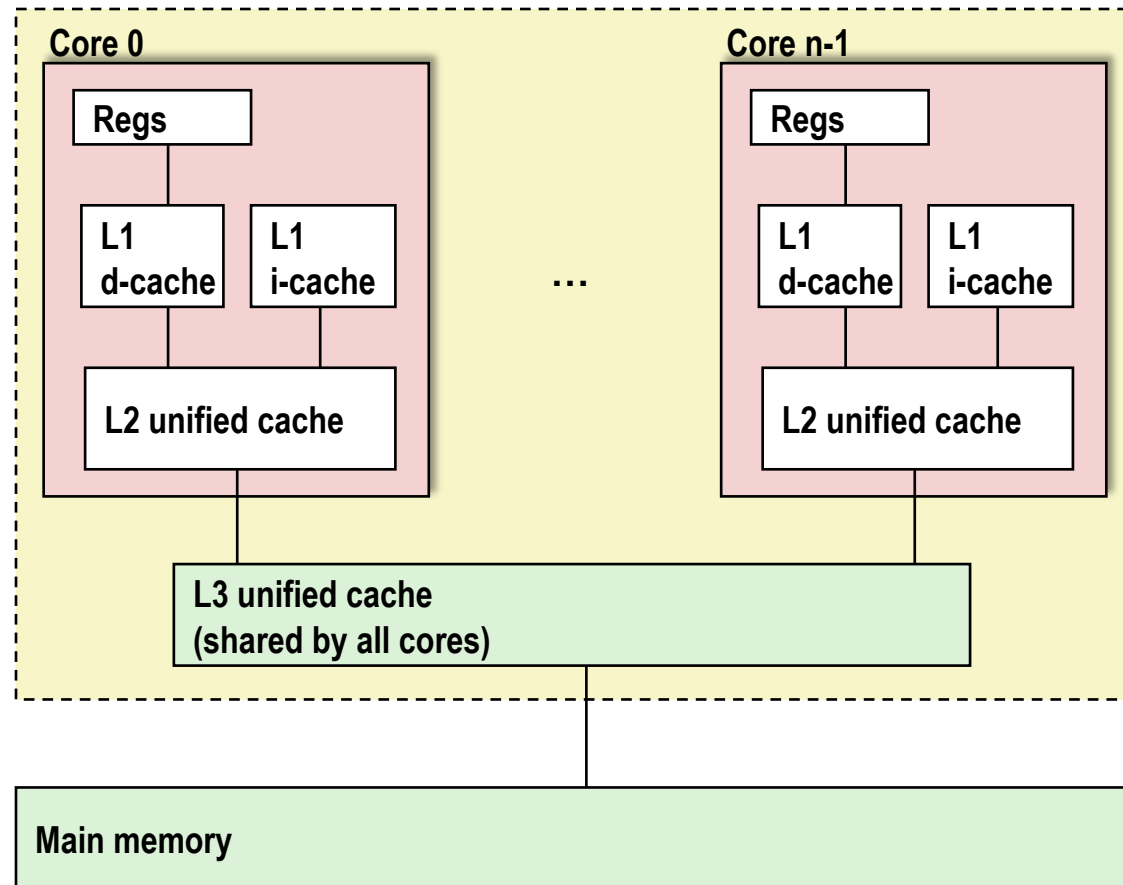 Core 0
Regs
L1
d-cache
L1
i-cache
L2 unified cache
...
Core n-1
Regs
L1
d-cache
L1
i-cache
L2 unified cache
L3 unified cache
(shared by all cores)
Main memory